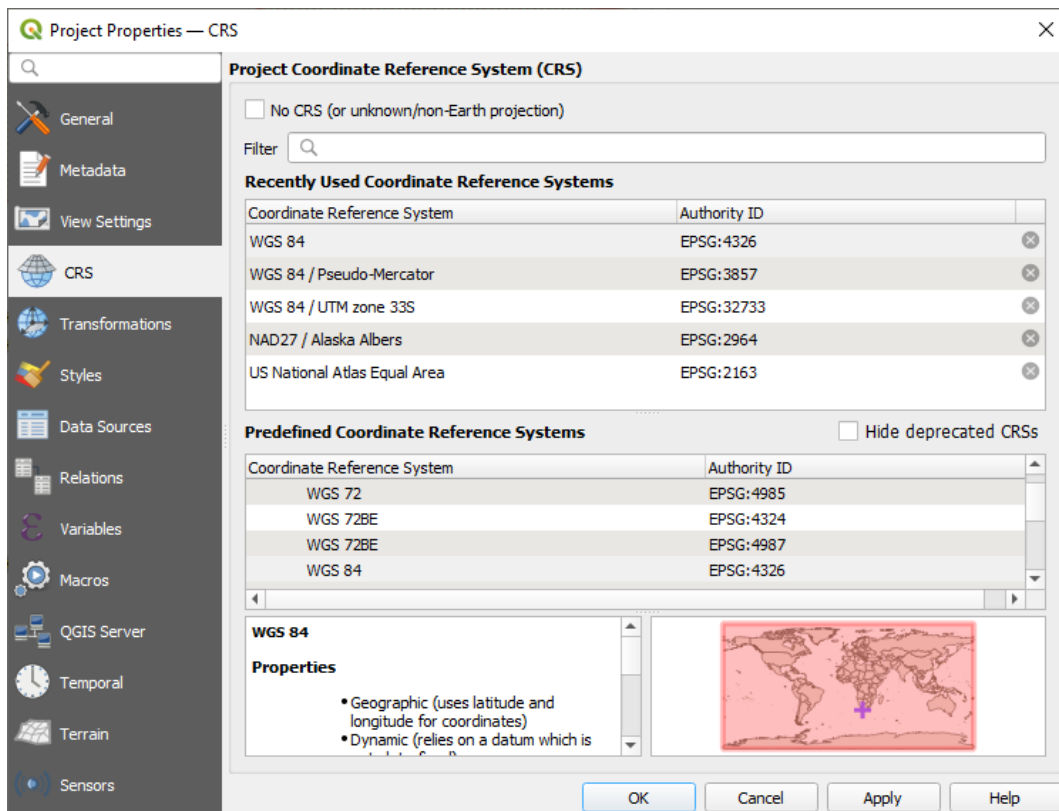 Project Properties — CRS
Project Coordinate Reference System (CRS)
General
Metadata
View Settings
CRS
Transformations
Styles
Data Sources
Relations
Variables
Macros
QGIS Server
Temporal
Terrain
Sensors
No CRS (or unknown/non-Earth projection)
Filter
Recently Used Coordinate Reference Systems
Coordinate Reference System Authority ID
WGS 84 EPSG:4326
WGS 84 / Pseudo-Mercator EPSG:3857
WGS 84 / UTM zone 33S EPSG:32733
NAD27 / Alaska Albers EPSG:2964
US National Atlas Equal Area EPSG:2163
Predefined Coordinate Reference Systems Hide deprecated CRSs
Coordinate Reference System Authority ID
WGS 72 EPSG:4985
WGS 72BE EPSG:4324
WGS 72BE EPSG:4987
WGS 84 EPSG:4326
WGS 84
Properties
• Geographic (uses latitude and
longitude for coordinates)
• Dynamic (relies on a datum which is
OK Cancel Apply Help